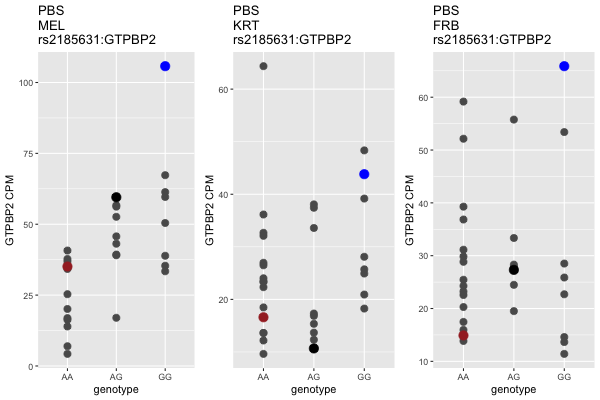 PBS
MEL
rs2185631:GTPBP2
GTPBP2 CPM
100
75
50
25
0
AA AG GG
genotype
PBS
KRT
rs2185631:GTPBP2
GTPBP2 CPM
60
40
20
AA AG GG
genotype
PBS
FRB
rs2185631:GTPBP2
GTPBP2 CPM
60
50
40
30
20
10
AA AG GG
genotype